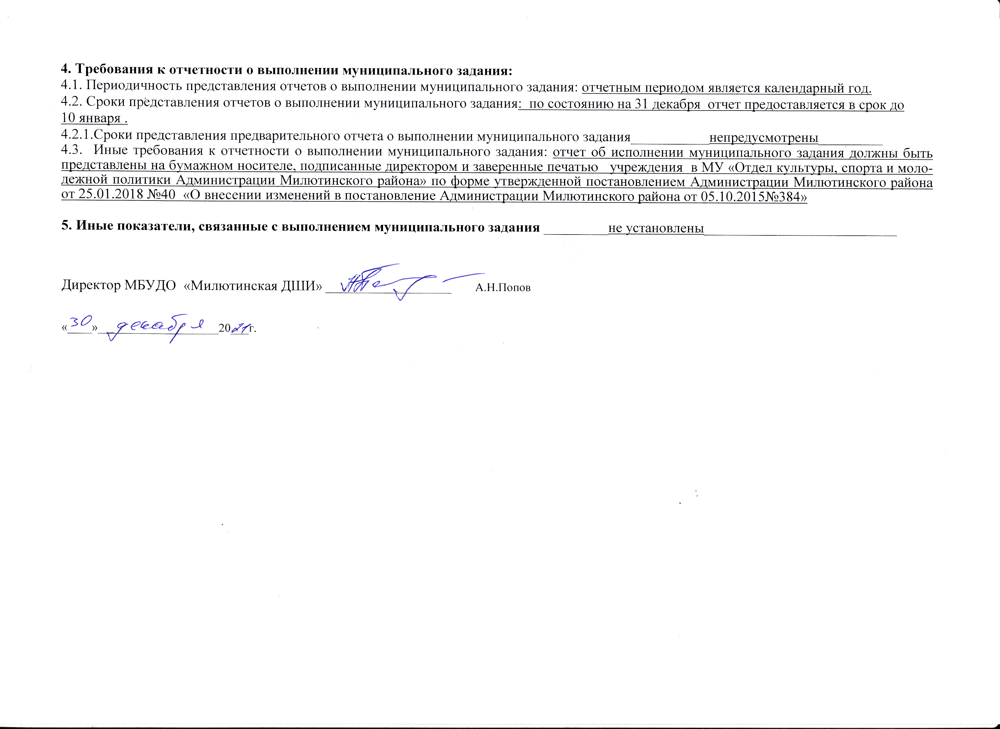 4. Требования к отчетности о выполнении муниципального задания:
4.1. Периодичность представления отчетов о выполнении муниципального задания: отчетным периодом является календарный год.
4.2. Сроки представления отчетов о выполнении муниципального задания:  по состоянию на 31 декабря  отчет предоставляется в срок до
10 января .
4.2.1.Сроки представления предварительного отчета о выполнении муниципального задания___________непредусмотрены_________
4.3.  Иные требования к отчетности о выполнении муниципального задания: отчет об исполнении муниципального задания должны быть
представлены на бумажном носителе, подписанные директором и заверенные печатью   учреждения  в МУ «Отдел культуры, спорта и моло-
дежной политики Администрации Милютинского района» по форме утвержденной постановлением Администрации Милютинского района
от 25.01.2018 №40  «О внесении изменений в постановление Администрации Милютинского района от 05.10.2015№384»
5. Иные показатели, связанные с выполнением муниципального задания _________не установлены___________________________
Директор МБУДО  «Милютинская ДШИ» ____________________ А.Н.Попов
«30» декабря 2021г.